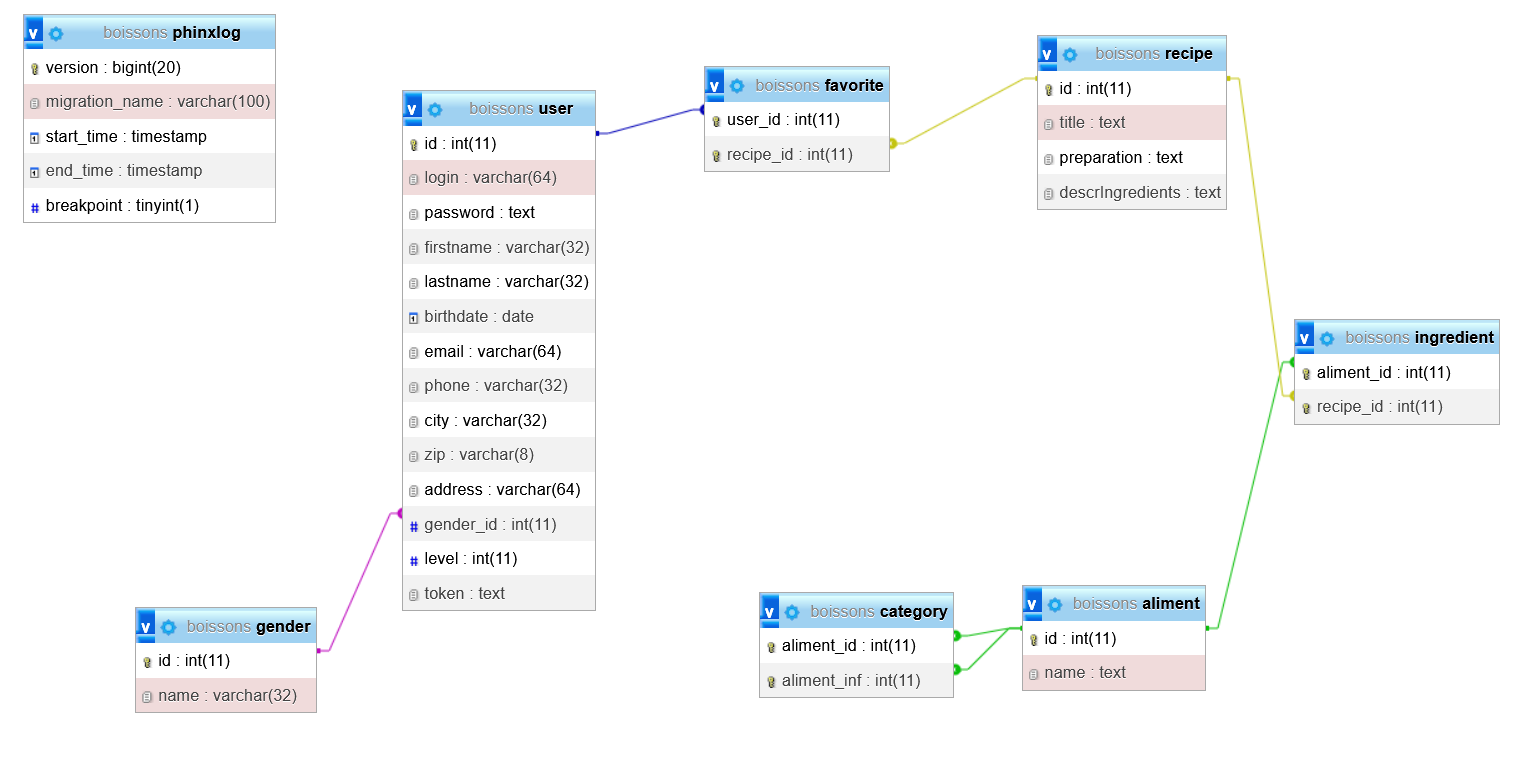 v boissons phinxlog
version : bigint(20)
migration_name : varchar(100)
start_time : timestamp
end_time : timestamp
breakpoint : tinyint(1)
v boissons user
id : int(11)
login : varchar(64)
password : text
firstname : varchar(32)
lastname : varchar(32)
birthdate : date
email : varchar(64)
phone : varchar(32)
city : varchar(32)
zip : varchar(8)
address : varchar(64)
gender_id : int(11)
level : int(11)
token : text
v boissons favorite
user_id : int(11)
recipe_id : int(11)
v boissons recipe
id : int(11)
title : text
preparation : text
descrIngredients : text
v boissons ingredient
aliment_id : int(11)
recipe_id : int(11)
v boissons gender
id : int(11)
name : varchar(32)
v boissons category
aliment_id : int(11)
aliment_inf : int(11)
v boissons aliment
id : int(11)
name : text